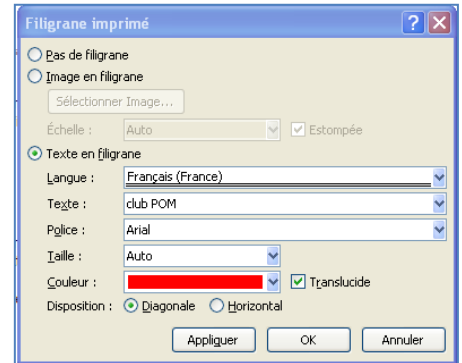 Filigrane imprimé
Pas de filigrane
Image en filigrane
Sélectionner Image...
Échelle : Auto Estompée
Texte en filigrane
Langue : Français (France)
Texte : club POM
Police : Arial
Taille : Auto
Couleur : Translucide
Disposition : Diagonale Horizontal
Appliquer OK Annuler